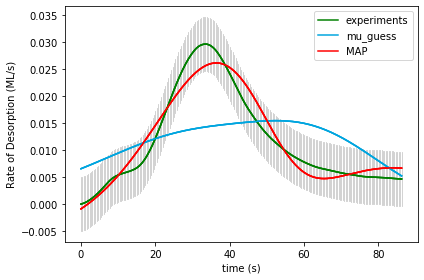 0.035
0.030
0.025
0.020
0.015
0.010
0.005
0.000
−0.005
Rate of Desorption (ML/s)
experiments
mu_guess
MAP
0 20 40 60 80
time (s)